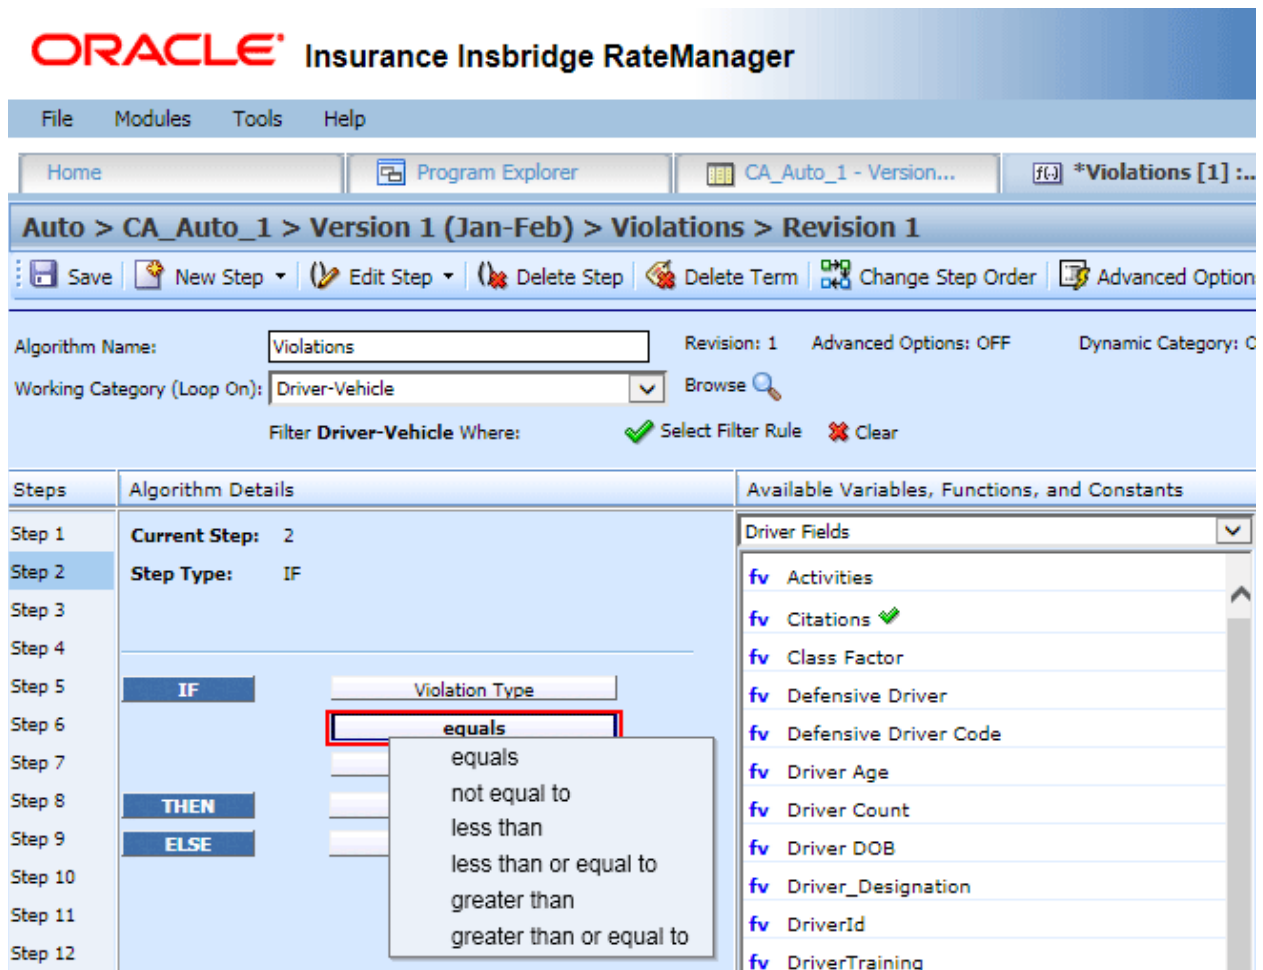 ORACLE Insurance Insbridge RateManager
File Modules Tools Help
Home Program Explorer CA_Auto_1 - Version... f(.) *Violations [1] :...
Auto > CA_Auto_1 > Version 1 (Jan-Feb) > Violations > Revision 1
Save New Step Edit Step Delete Step Delete Term Change Step Order Advanced Option
Algorithm Name: Violations Revision: 1 Advanced Options: OFF Dynamic Category:
Working Category (Loop On): Driver-Vehicle Browse
Filter Driver-Vehicle Where: Select Filter Rule Clear
Steps Algorithm Details Available Variables, Functions, and Constants
Step 1 Current Step: 2 Driver Fields
Step 2 Step Type: IF fv Activities
Step 3 fv Citations
Step 4 fv Class Factor
Step 5 IF Violation Type fv Defensive Driver
Step 6 equals fv Defensive Driver Code
Step 7 equals fv Driver Age
not equal to
Step 8 THEN fv Driver Count
less than
Step 9 ELSE fv Driver DOB
less than or equal to
Step 10 fv Driver_Designation
greater than
Step 11 fv DriverId
greater than or equal to
Step 12 fv DriverTraining